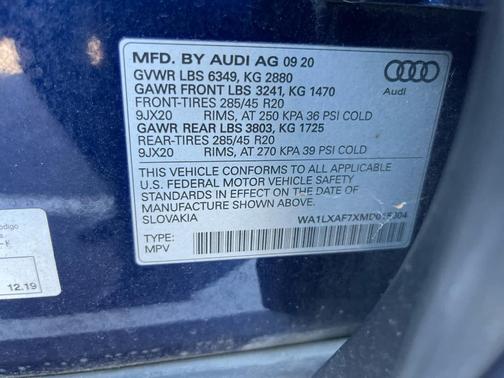 MFD. BY AUDI AG 09 20
GVWR LBS 6349, KG 2880
GAWR FRONT LBS 3241, KG 1470
FRONT-TIRES 285/45 R20
9JX20 RIMS, AT 250 KPA 36 PSI COLD
GAWR REAR LBS 3803, KG 1725
REAR-TIRES 285/45 R20
9JX20 RIMS, AT 270 KPA 39 PSI COLD
Audi
THIS VEHICLE CONFORMS TO ALL APPLICABLE
U.S. FEDERAL MOTOR VEHICLE SAFETY
STANDARDS IN EFFECT ON THE DATE OF
MANUFACTURE SHOWN ABOVE.
SLOVAKIA
TYPE:
MPV
12.19